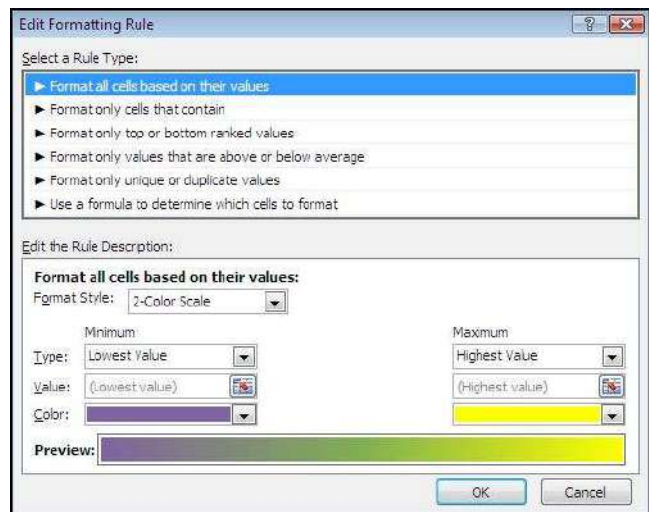 Edit Formatting Rule
Select a Rule Type:
► Format all cells based on their values
► Format only cells that contain
► Format only top or bottom ranked values
► Format only values that are above or below average
► Format only unique or duplicate values
► Use a formula to determine which cells to format
Edit the Rule Description:
Format all cells based on their values:
Format Style: 2-Color Scale
Minimum Maximum
Type: Lowest Value Highest Value
Value: (Lowest value) (Highest value)
Color:
Preview:
OK Cancel